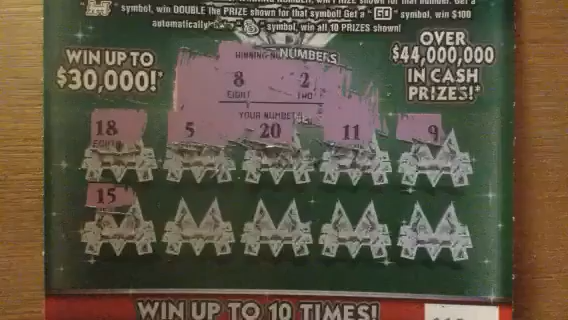 symbol, win DOUBLE the PRIZE shown for that symbol! Get a " GO " symbol, win $100
automatically! symbol, win all 10 PRIZES shown!
WIN UP TO
$30,000!*
OVER
$44,000,000
IN CASH
PRIZES!*
WINNING NUMBERS
8 2
EIGHT TWO
YOUR NUMBERS
18 5 20 11 9
15
WIN UP TO 10 TIMES!